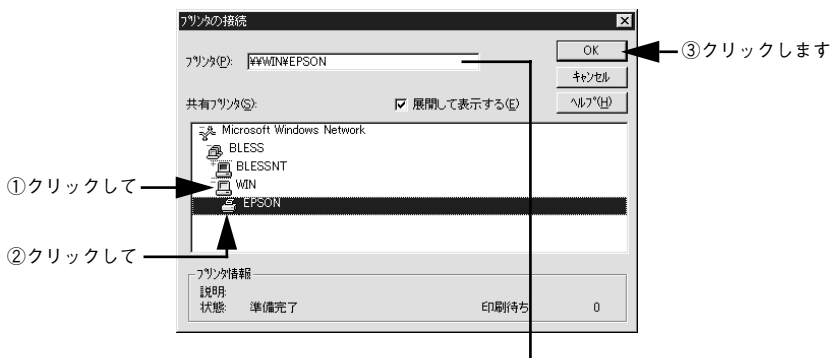 プリンタの接続
プリンタ(P): ¥¥WIN¥EPSON
OK
③クリックします
キャンセル
共有プリンタ(S):
展開して表示する(E)
ヘルプ(H)
Microsoft Windows Network
BLESS
BLESSNT
①クリックして
WIN
EPSON
②クリックして
プリンタ情報
説明:
状態: 準備完了 印刷待ち 0